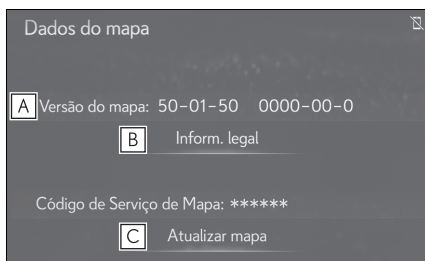 Dados do mapa
A Versão do mapa: 50-01-50 0000-00-0
B Inform. legal
Código de Serviço de Mapa: ******
C Atualizar mapa